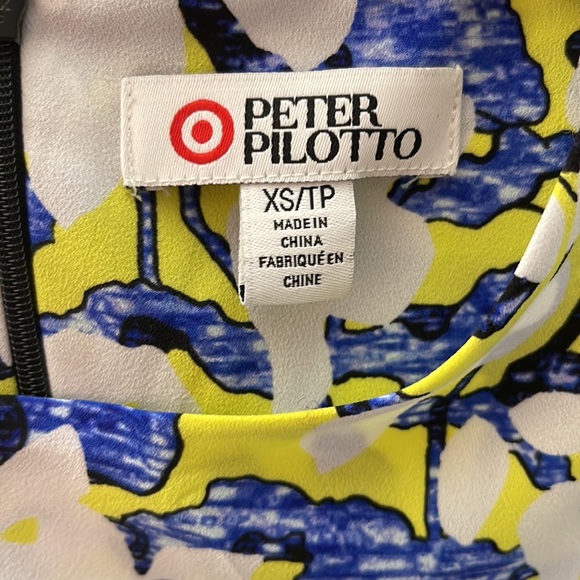 PETER
PILOTTO
XS/TP
MADE IN
CHINA
FABRIQUÉ EN
CHINE